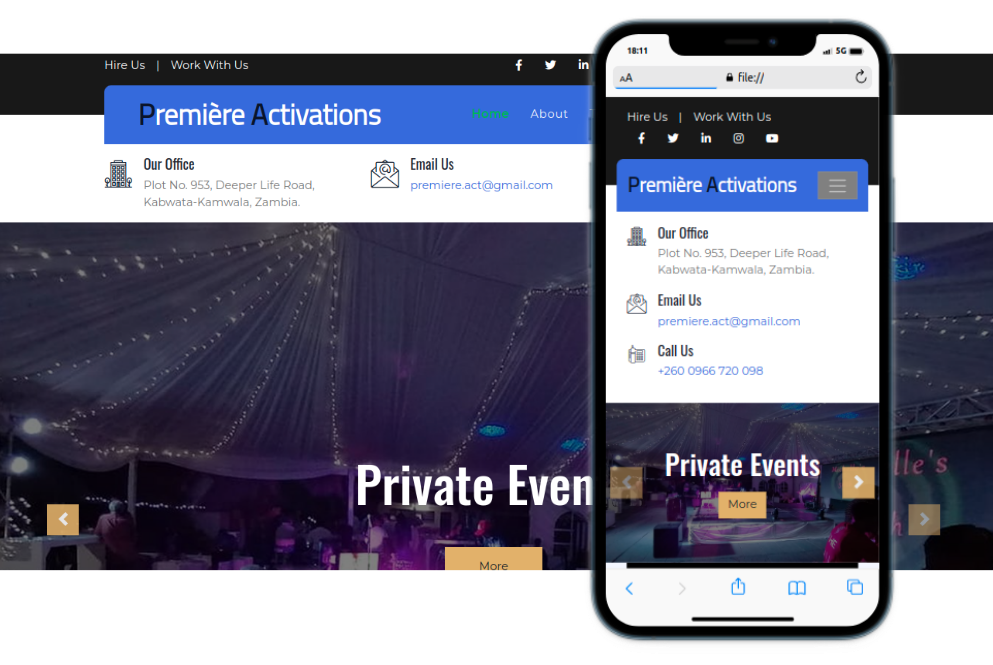 Hire Us | Work With Us
Première Activations
Home About
Our Office
Plot No. 953, Deeper Life Road,
Kabwata-Kamwala, Zambia.
Email Us
premiere.act@gmail.com
Private Even
More
18:11
5G
AA
file://
Hire Us | Work With Us
Première Activations
Our Office
Plot No. 953, Deeper Life Road,
Kabwata-Kamwala, Zambia.
Email Us
premiere.act@gmail.com
Call Us
+260 0966 720 098
Private Events
More